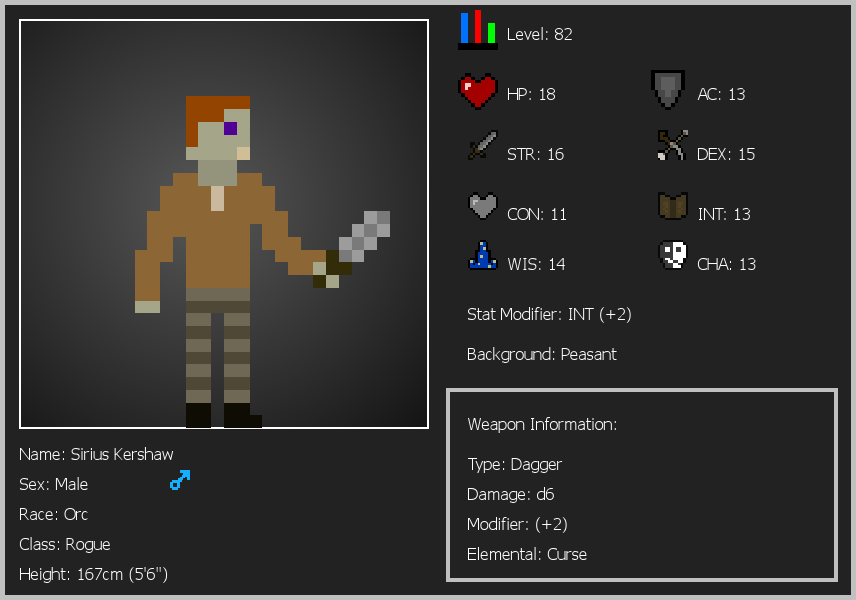 Level: 82
HP: 18
AC: 13
STR: 16
DEX: 15
CON: 11
INT: 13
WIS: 14
CHA: 13
Stat Modifier: INT (+2)
Background: Peasant
Weapon Information:
Type: Dagger
Damage: d6
Modifier: (+2)
Elemental: Curse
Name: Sirius Kershaw
Sex: Male
Race: Orc
Class: Rogue
Height: 167cm (5'6")